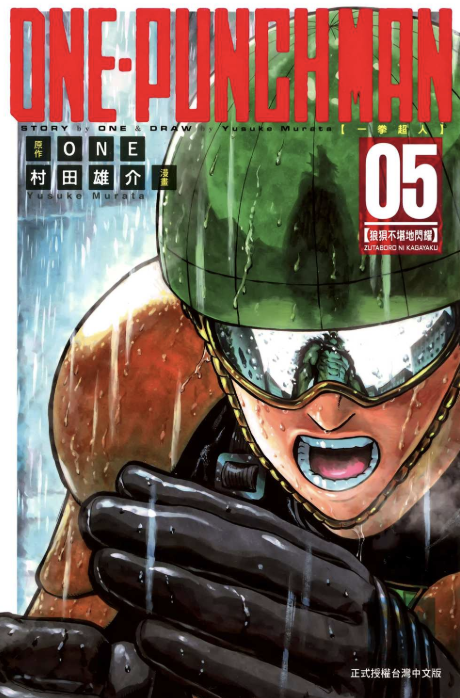 ONE-PUNCH MAN
STORY by ONE & DRAW by Yusuke Murata【一拳超人】
原作 ONE
村田雄介 漫畫
Yusuke Murata
05
【狼狽不堪地閃耀】
ZUTABORO NI KAGAYAKU
正式授權台灣中文版